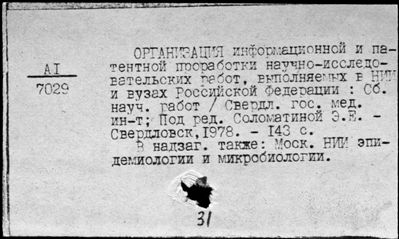 ОРГАНИЗАЦИЯ информационной и па-
тентной проработки научно-исследо-
вательских работ, выполняемых в НИИ
и вузах Российской Федерации : Сб.
науч. работ / Свердл. гос. мед.
ин-т; Под ред. Соломатиной Э.Е. -
Свердловск, 1978. - 143 с.
В надзаг. также: Моск. НИИ эпи-
демиологии и микробиологии.
АI
7029
31